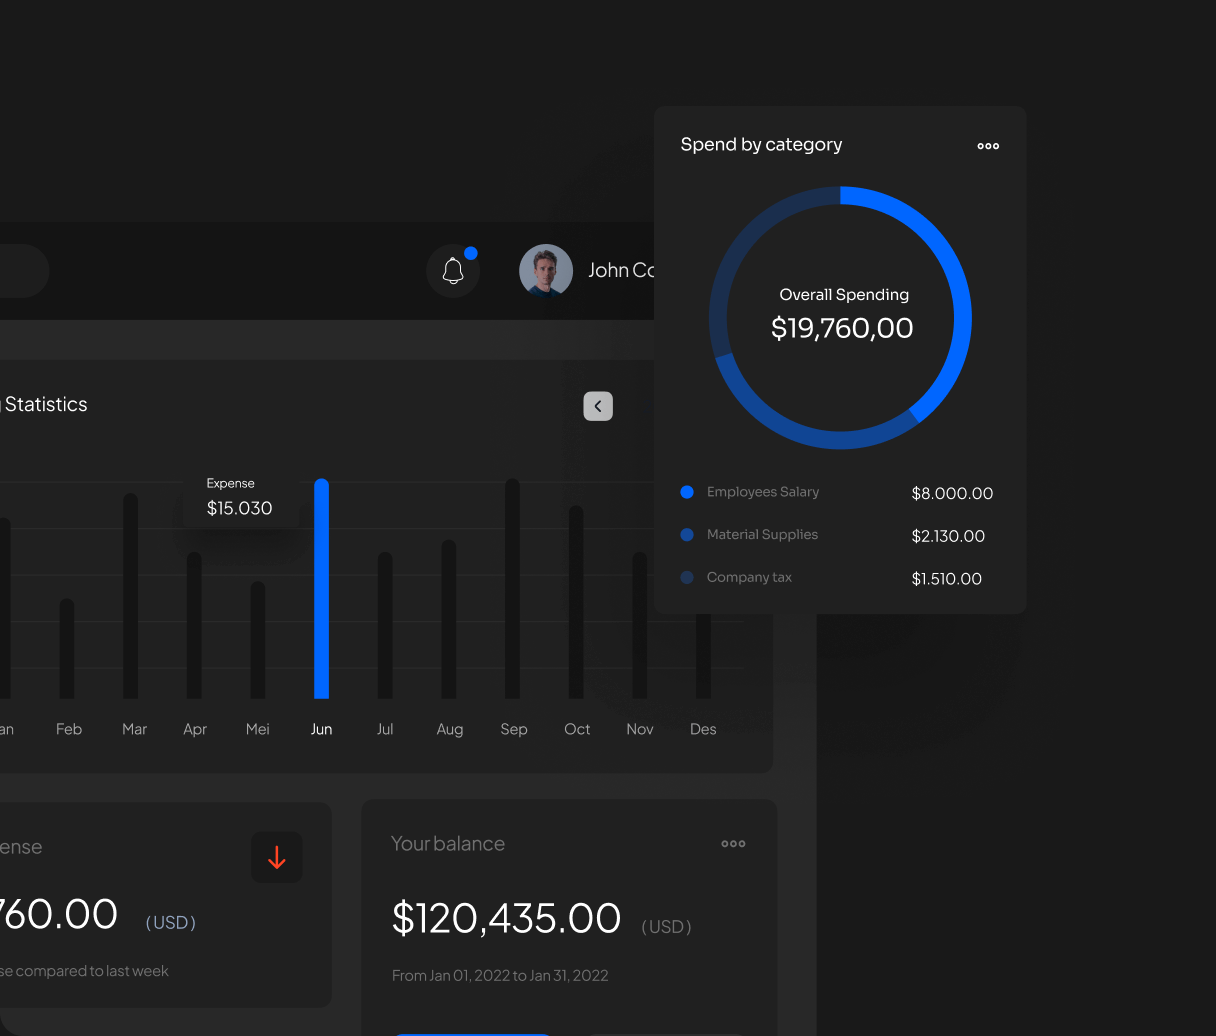 Spend by category
Overall Spending
$19,760,00
Employees Salary $8.000.00
Material Supplies $2.130.00
Company tax $1.510.00
John Co
Statistics
Expense
$15.030
an Feb Mar Apr Mei Jun Jul Aug Sep Oct Nov Des
ense
760.00 (USD)
se compared to last week
Your balance
$120,435.00 (USD)
From Jan 01, 2022 to Jan 31, 2022